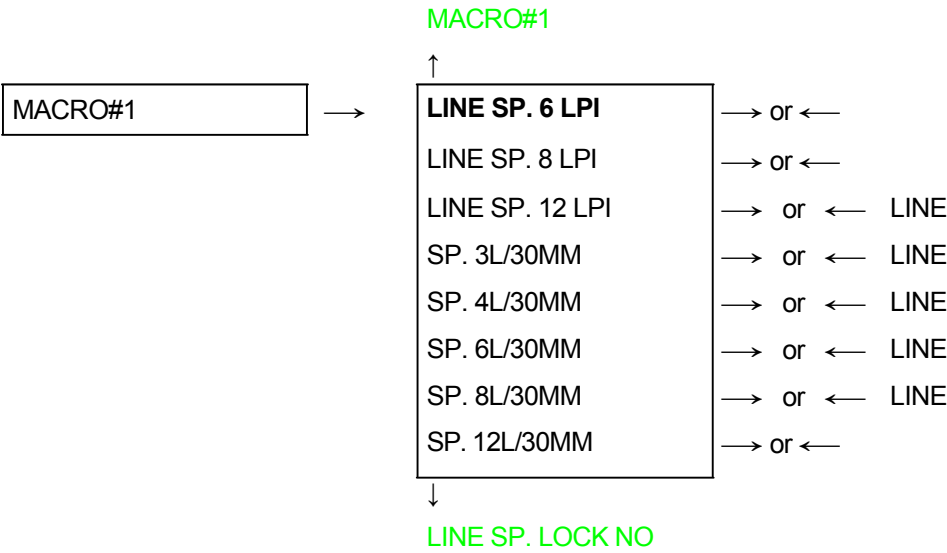 MACRO#1
↑
MACRO#1 → LINE SP. 6 LPI → or ←
LINE SP. 8 LPI → or ←
LINE SP. 12 LPI → or ← LINE
SP. 3L/30MM → or ← LINE
SP. 4L/30MM → or ← LINE
SP. 6L/30MM → or ← LINE
SP. 8L/30MM → or ← LINE
SP. 12L/30MM → or ←
↓
LINE SP. LOCK NO